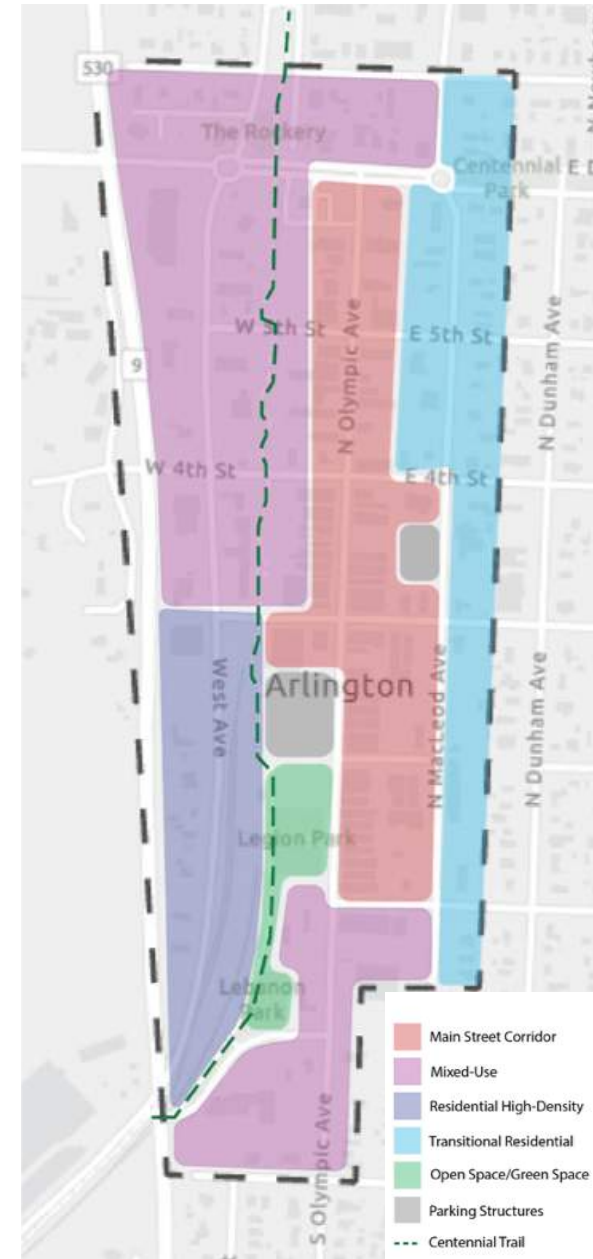 530
The Rockery
Centennial
Park
E D
N Newb
W 5th St
E 5th St
N Olympic Ave
N Dunham Ave
9
W 4th St
E 4th St
Arlington
West Ave
N MacLeod Ave
N Dunham Ave
Legion Park
Lebanon
Park
S Olympic Ave
Main Street Corridor
Mixed-Use
Residential High-Density
Transitional Residential
Open Space/Green Space
Parking Structures
Centennial Trail